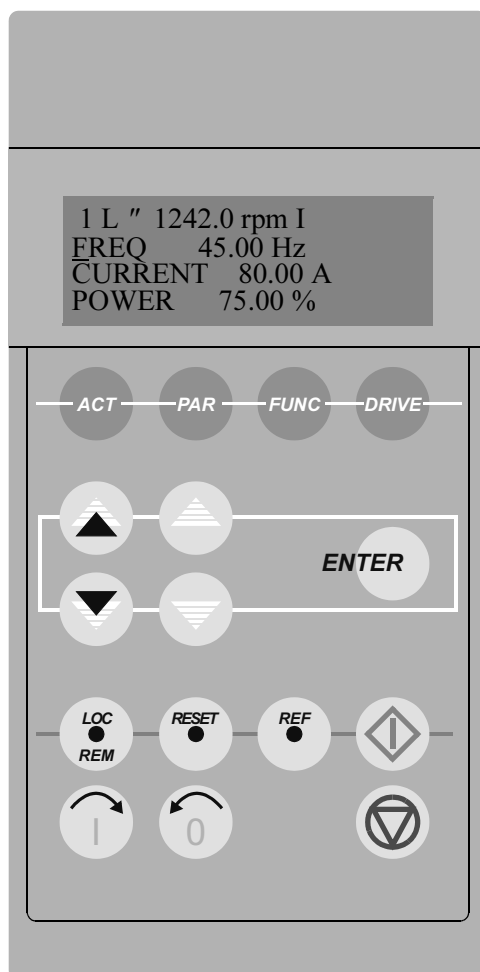 1 L " 1242.0 rpm I
FREQ 45.00 Hz
CURRENT 80.00 A
POWER 75.00 %
ACT PAR FUNC DRIVE
ENTER
LOC RESET REF
REM
I 0